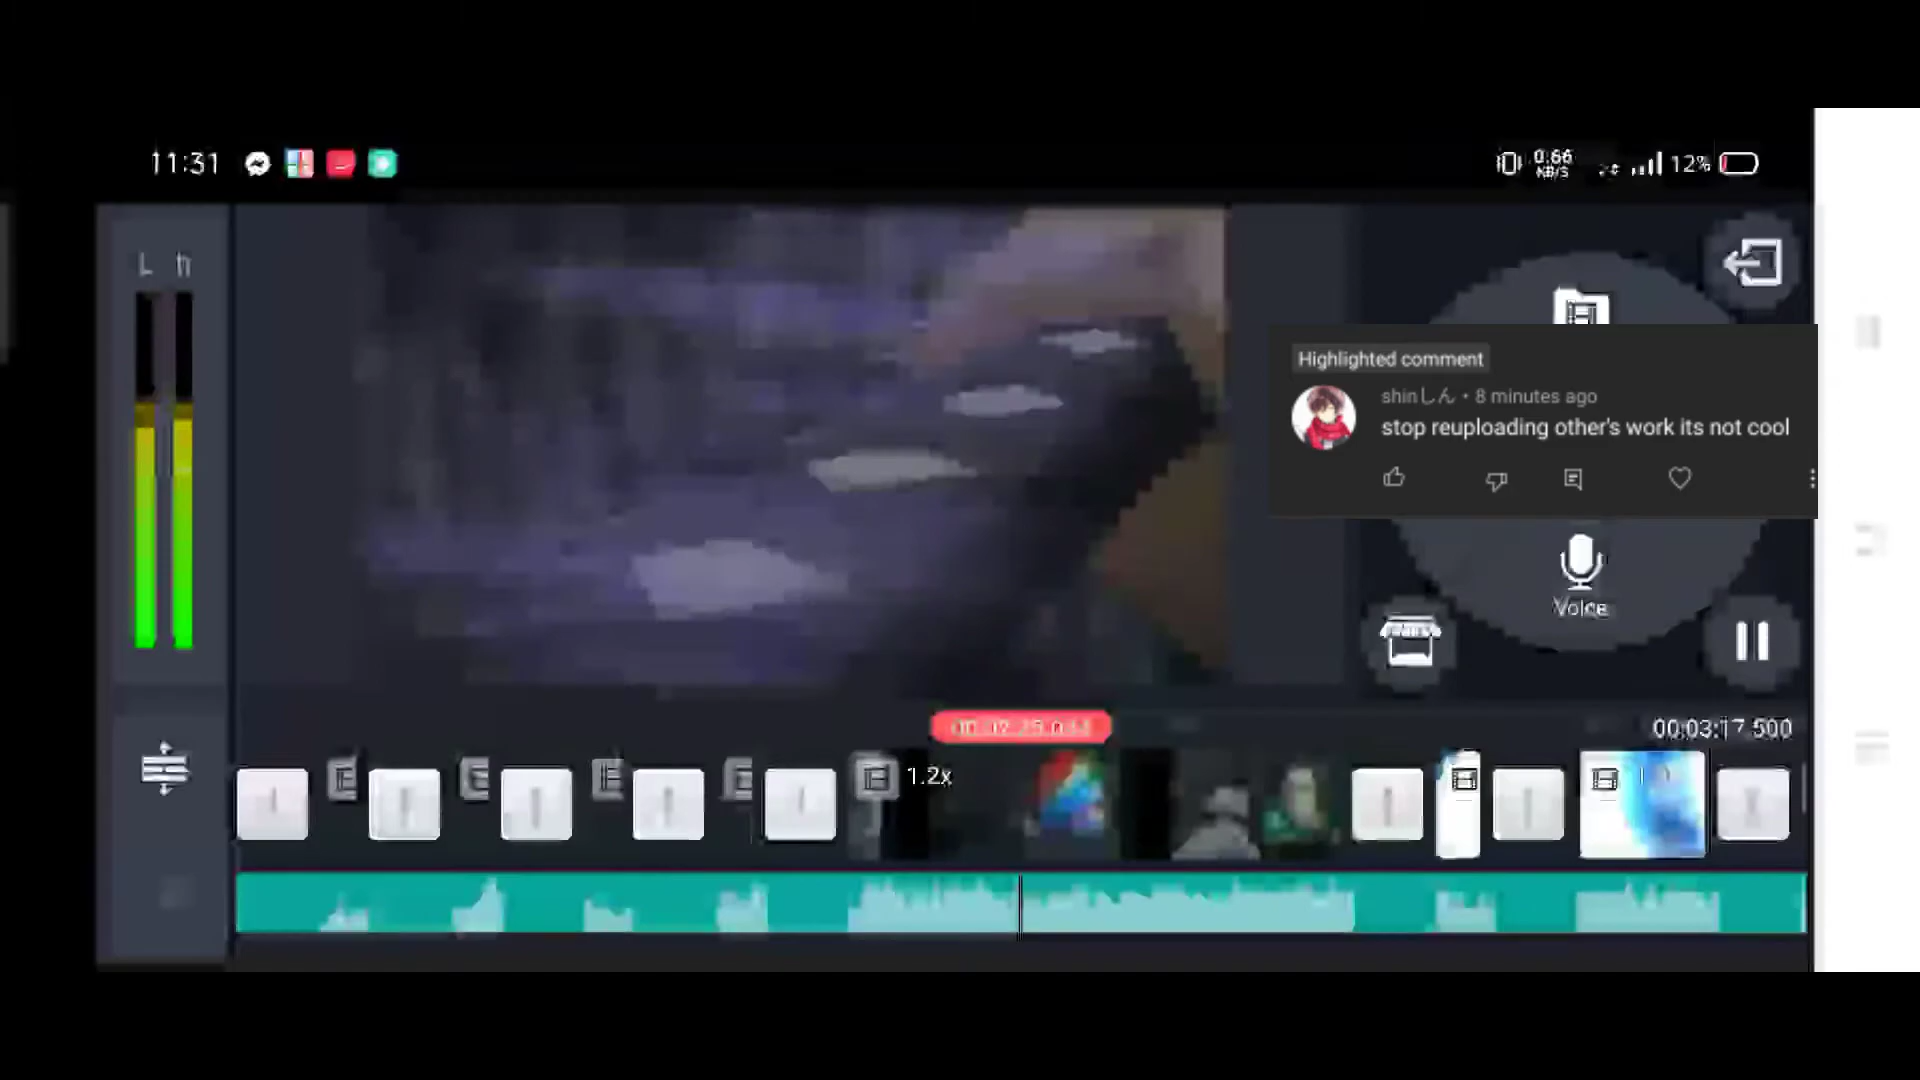 11:31
0.66
KB/S
12%
L
Highlighted comment
shinしん • 8 minutes ago
stop reuploading other's work its not cool
Voice
00:03:17.500
1.2x